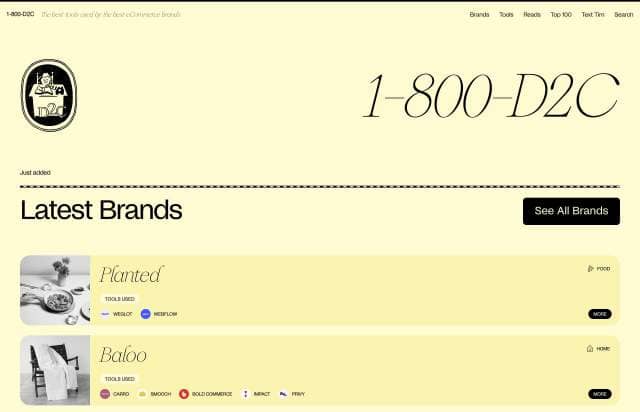 1-800-D2C The best tools used by the best eCommerce brands
Brands Tools Reads Top 100 Text Tim Search
D2C
1-800-D2C
Just added
Latest Brands
See All Brands
Planted
FOOD
TOOLS USED
WEGLOT WEBFLOW
MORE
Baloo
HOME
TOOLS USED
CARRO SMOOCH BOLD COMMERCE IMPACT PRIVY
MORE